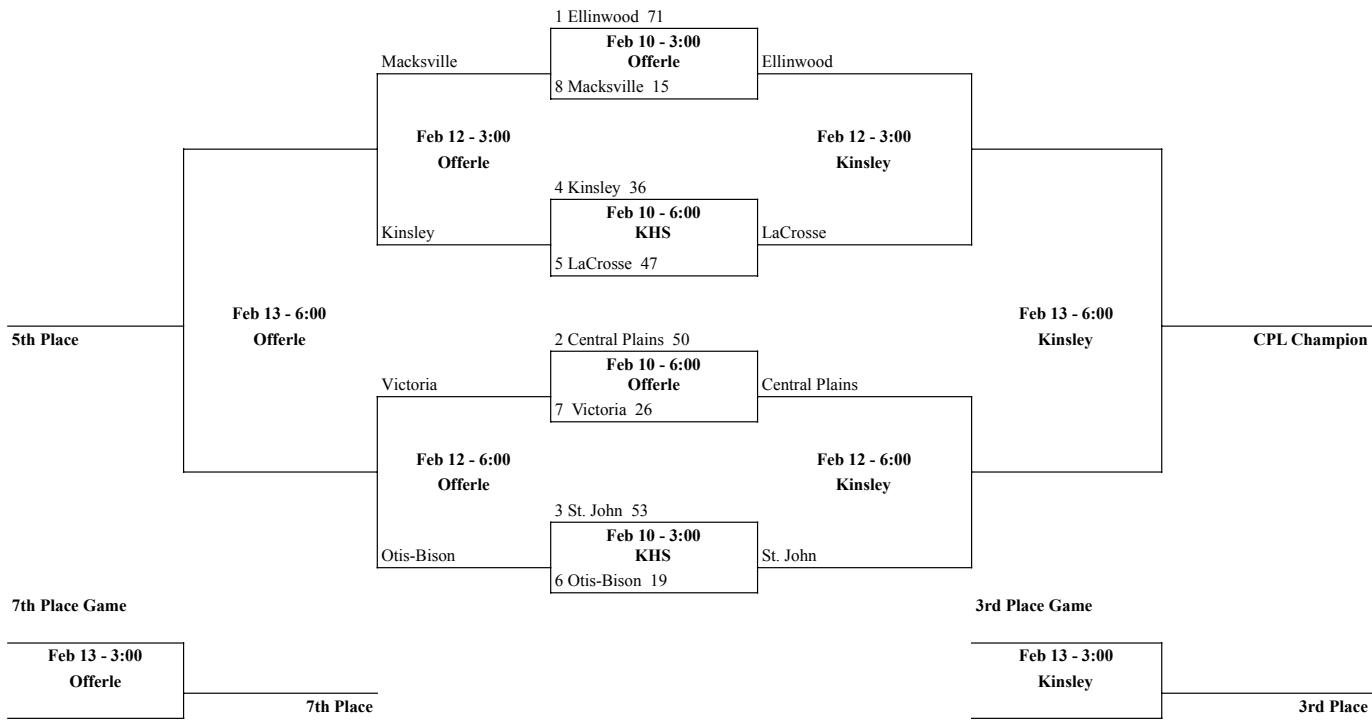 1 Ellinwood  71
Feb 10 - 3:00
Offerle
8 Macksville  15
Macksville
Ellinwood
Feb 12 - 3:00
Offerle
Feb 12 - 3:00
Kinsley
4 Kinsley  36
Feb 10 - 6:00
KHS
5 LaCrosse  47
Kinsley
LaCrosse
Feb 13 - 6:00
Offerle
5th Place
Feb 13 - 6:00
Kinsley
CPL Champion
2 Central Plains  50
Feb 10 - 6:00
Offerle
7  Victoria  26
Victoria
Central Plains
Feb 12 - 6:00
Offerle
Feb 12 - 6:00
Kinsley
3 St. John  53
Feb 10 - 3:00
KHS
6 Otis-Bison  19
Otis-Bison
St. John
7th Place Game
Feb 13 - 3:00
Offerle
7th Place
3rd Place Game
Feb 13 - 3:00
Kinsley
3rd Place